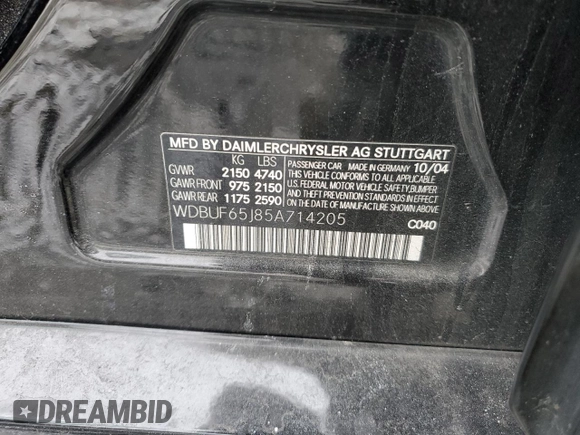 MFD BY DAIMLERCHRYSLER AG STUTTGART
KG LBS
GVWR 2150 4740
GAWR FRONT 975 2150
GAWR REAR 1175 2590
PASSENGER CAR MADE IN GERMANY 10/04
THIS VEHICLE CONFORMS TO ALL APPLICABLE
U.S. FEDERAL MOTOR VEHICLE SAFETY, BUMPER
AND THEFT PREVENTION STANDARDS IN EFFECT
ON THE DATE OF MANUFACTURE SHOWN ABOVE.
WDBUF65J85A714205
C040
DREAMBID